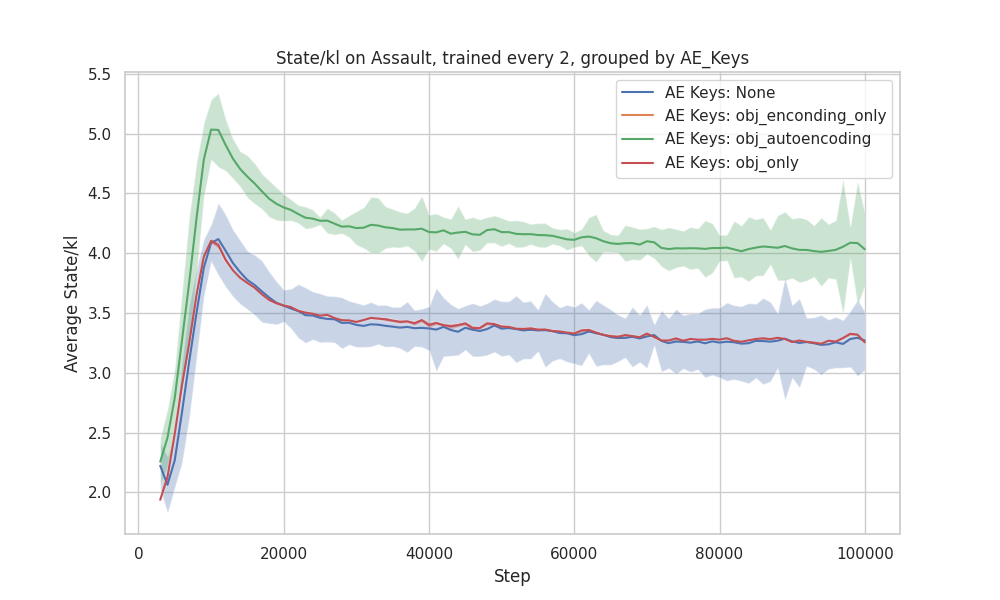 State/kl on Assault, trained every 2, grouped by AE_Keys
AE Keys: None
AE Keys: obj_enconding_only
AE Keys: obj_autoencoding
AE Keys: obj_only
Average State/kl
5.5
5.0
4.5
4.0
3.5
3.0
2.5
2.0
0
20000
40000
60000
80000
100000
Step